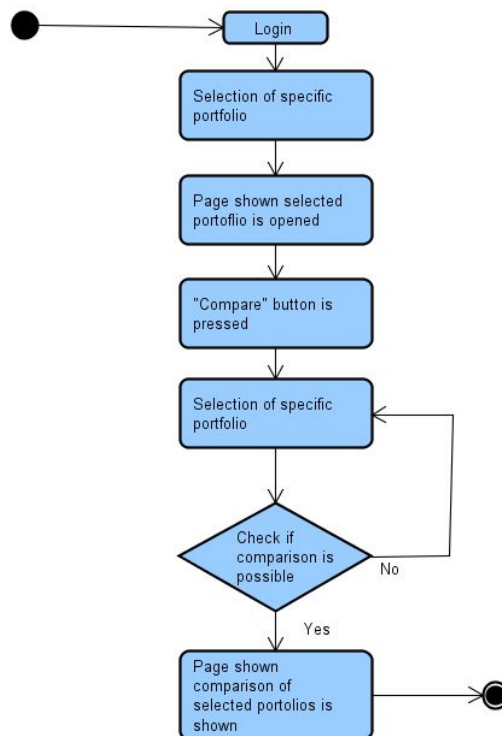 Login
Selection of specific
portfolio
Page shown selected
portoflio is opened
"Compare" button is
pressed
Selection of specific
portfolio
Check if
comparison is
possible
No
Yes
Page shown
comparison of
selected portolios is
shown